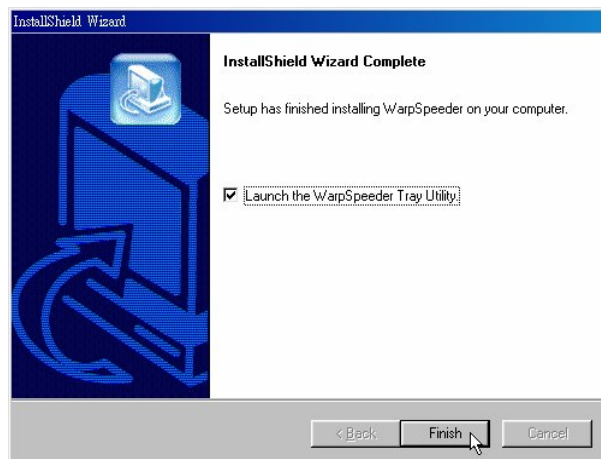 InstallShield Wizard
InstallShield Wizard Complete
Setup has finished installing WarpSpeeder on your computer.
Launch the WarpSpeeder Tray Utility.
< Back
Finish
Cancel